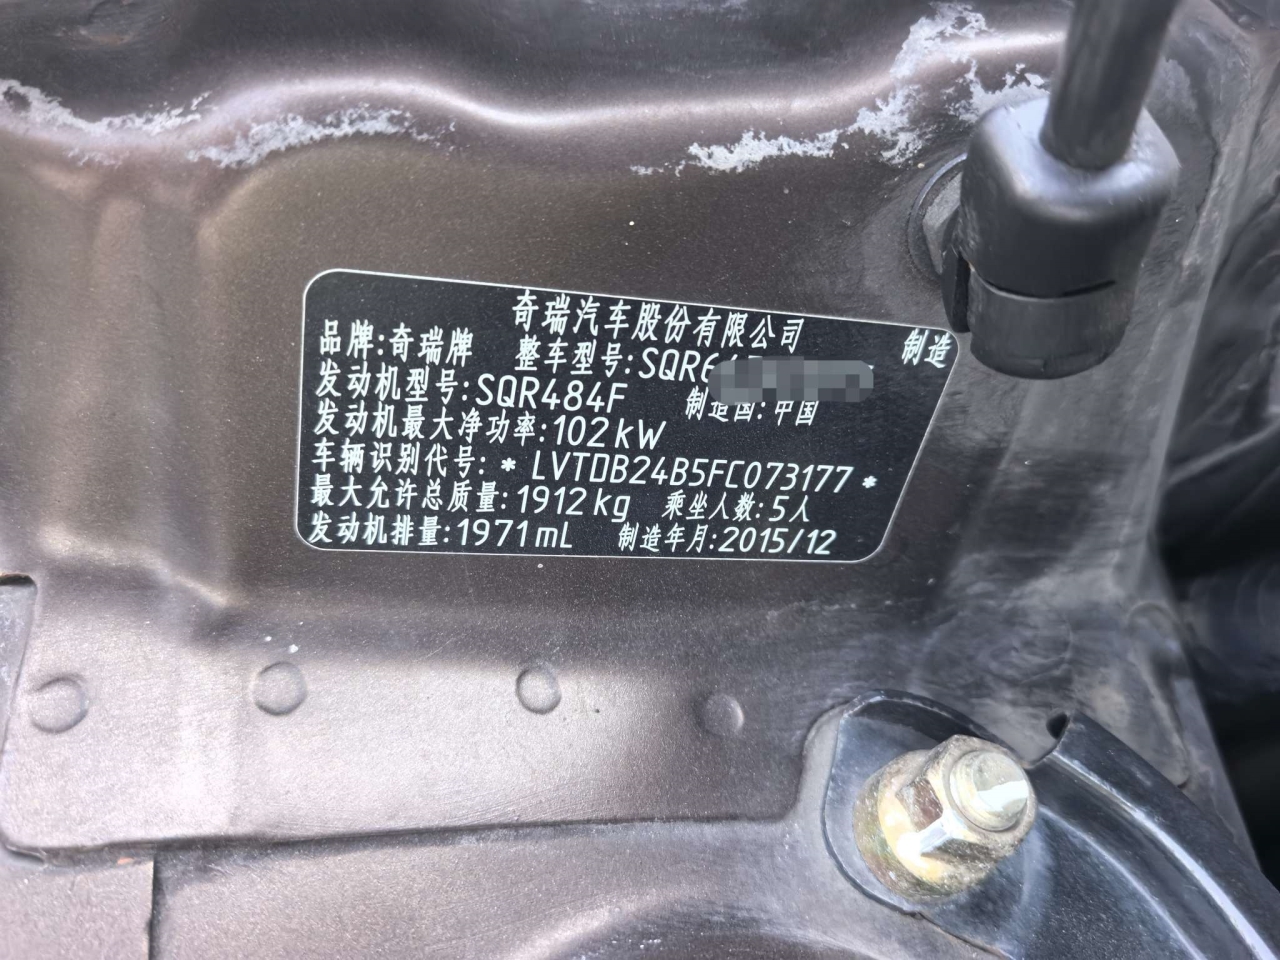 奇瑞汽车股份有限公司 制造
品牌:奇瑞牌 整车型号:SQR6
发动机型号:SQR484F 制造国:中国
发动机最大净功率:102kW
车辆识别代号:*LVTDB24B5FC073177*
最大允许总质量:1912kg 乘坐人数:5人
发动机排量:1971mL 制造年月:2015/12